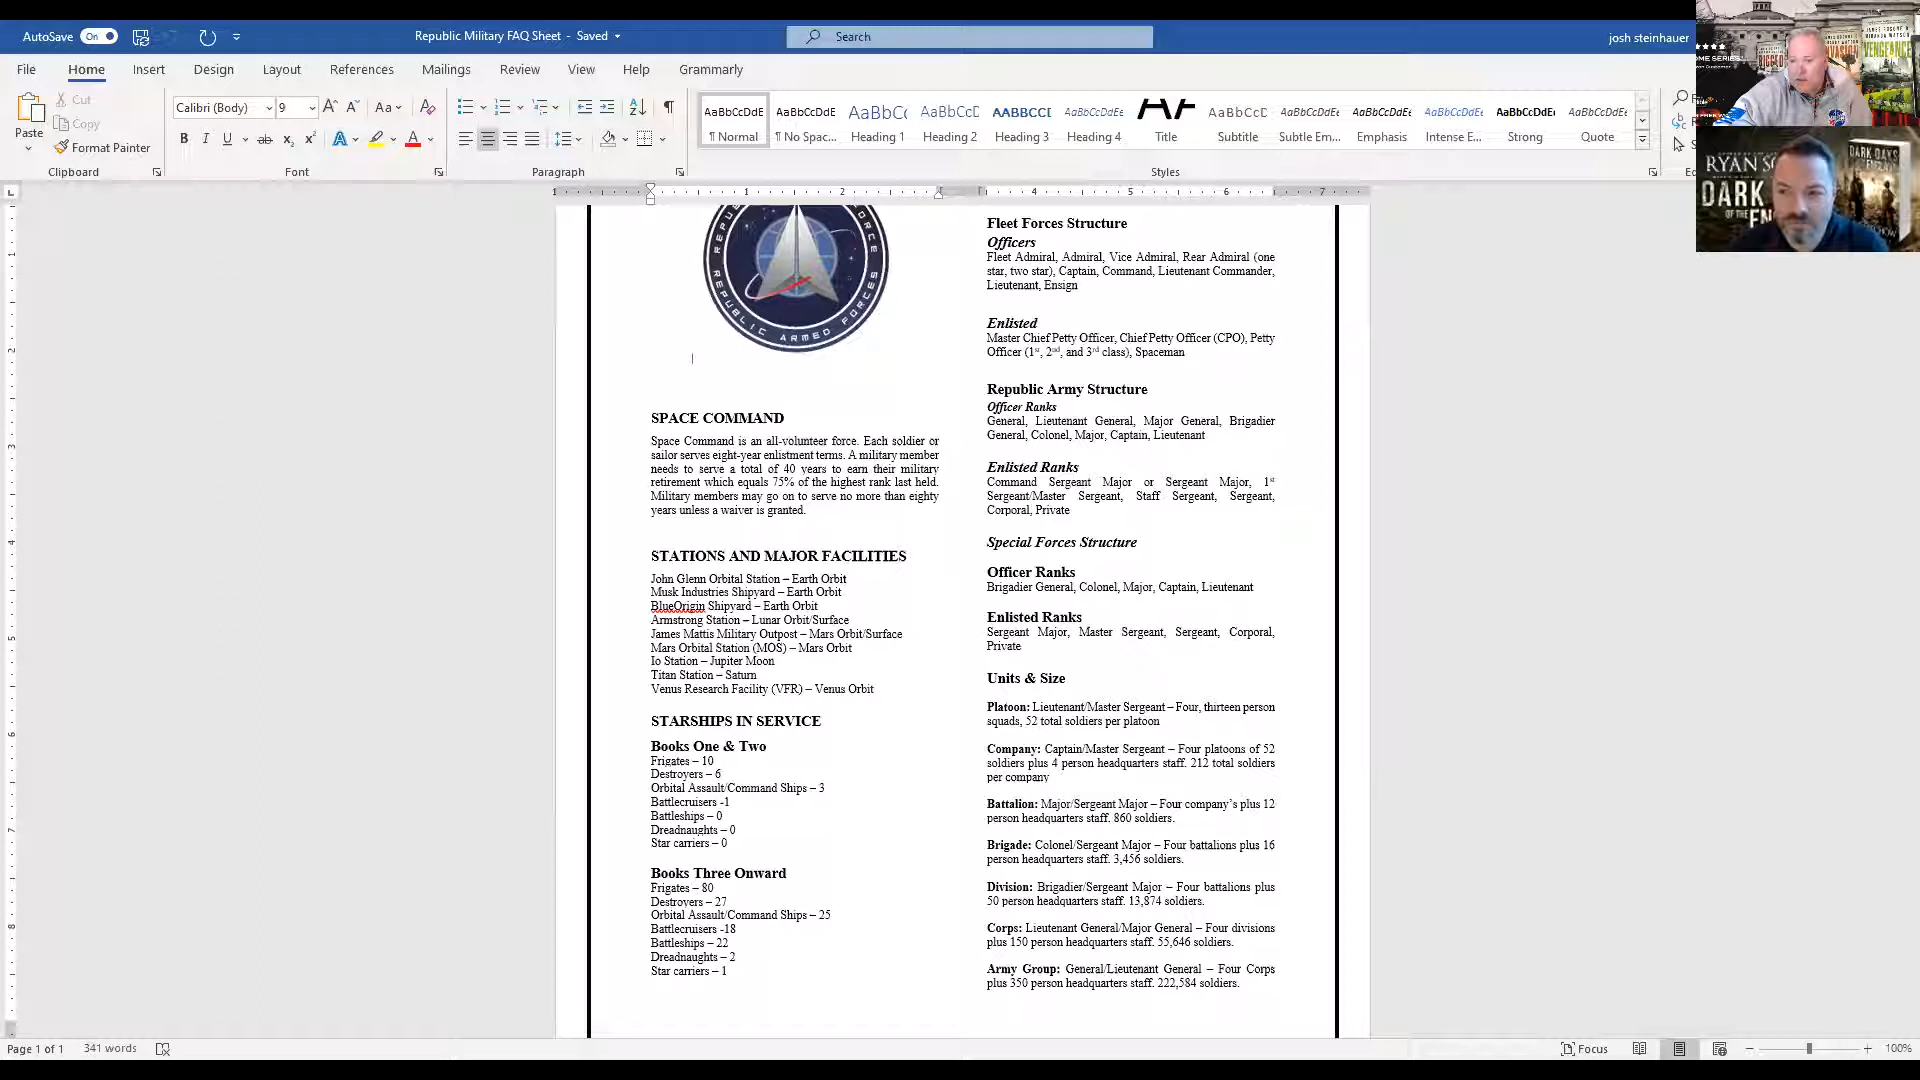 AutoSave On
Republic Military FAQ Sheet - Saved
Search
josh steinhauer
File Home Insert Design Layout References Mailings Review View Help Grammarly
Paste
Cut
Copy
Format Painter
Clipboard
Calibri (Body) 9
Font
Paragraph
AaBbCcDdE AaBbCcDdE AaBbCc AaBbCcD AABBCCI AaBbCcDdEe AaBbCcD AaBbCcDdEe AaBbCcDdEe AaBbCcDdEe AaBbCcDdE AaBbCcDdEe
¶ Normal ¶ No Spac... Heading 1 Heading 2 Heading 3 Heading 4 Title Subtitle Subtle Em... Emphasis Intense E... Strong Quote
Styles
REPUBLIC ARMED FORCES
SPACE COMMAND
Space Command is an all-volunteer force. Each soldier or
sailor serves eight-year enlistment terms. A military member
needs to serve a total of 40 years to earn their military
retirement which equals 75% of the highest rank last held.
Military members may go on to serve no more than eighty
years unless a waiver is granted.
STATIONS AND MAJOR FACILITIES
John Glenn Orbital Station – Earth Orbit
Musk Industries Shipyard – Earth Orbit
BlueOrigin Shipyard – Earth Orbit
Armstrong Station – Lunar Orbit/Surface
James Mattis Military Outpost – Mars Orbit/Surface
Mars Orbital Station (MOS) – Mars Orbit
Io Station – Jupiter Moon
Titan Station – Saturn
Venus Research Facility (VFR) – Venus Orbit
STARSHIPS IN SERVICE
Books One & Two
Frigates – 10
Destroyers – 6
Orbital Assault/Command Ships – 3
Battlecruisers -1
Battleships – 0
Dreadnaughts – 0
Star carriers – 0
Books Three Onward
Frigates – 80
Destroyers – 27
Orbital Assault/Command Ships – 25
Battlecruisers -18
Battleships – 22
Dreadnaughts – 2
Star carriers – 1
Fleet Forces Structure
Officers
Fleet Admiral, Admiral, Vice Admiral, Rear Admiral (one
star, two star), Captain, Command, Lieutenant Commander,
Lieutenant, Ensign
Enlisted
Master Chief Petty Officer, Chief Petty Officer (CPO), Petty
Officer (1st, 2nd, and 3rd class), Spaceman
Republic Army Structure
Officer Ranks
General, Lieutenant General, Major General, Brigadier
General, Colonel, Major, Captain, Lieutenant
Enlisted Ranks
Command Sergeant Major or Sergeant Major, 1st
Sergeant/Master Sergeant, Staff Sergeant, Sergeant,
Corporal, Private
Special Forces Structure
Officer Ranks
Brigadier General, Colonel, Major, Captain, Lieutenant
Enlisted Ranks
Sergeant Major, Master Sergeant, Sergeant, Corporal,
Private
Units & Size
Platoon: Lieutenant/Master Sergeant – Four, thirteen person
squads, 52 total soldiers per platoon
Company: Captain/Master Sergeant – Four platoons of 52
soldiers plus 4 person headquarters staff. 212 total soldiers
per company
Battalion: Major/Sergeant Major – Four company's plus 12
person headquarters staff. 860 soldiers.
Brigade: Colonel/Sergeant Major – Four battalions plus 16
person headquarters staff. 3,456 soldiers.
Division: Brigadier/Sergeant Major – Four battalions plus
50 person headquarters staff. 13,874 soldiers.
Corps: Lieutenant General/Major General – Four divisions
plus 150 person headquarters staff. 55,646 soldiers.
Army Group: General/Lieutenant General – Four Corps
plus 350 person headquarters staff. 222,584 soldiers.
Page 1 of 1 341 words
Focus
100%
VENGEANCE
RYAN
DARK
OF THE
DARK DAYS